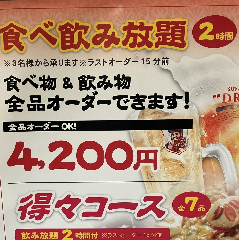 食べ飲み放題 2時間
※3名様から承ります※ラストオーダー15分前
食べ物＆飲み物
全品オーダーできます!
全品オーダーOK!
4,200円
得々コース 全7品
飲み放題2時間付